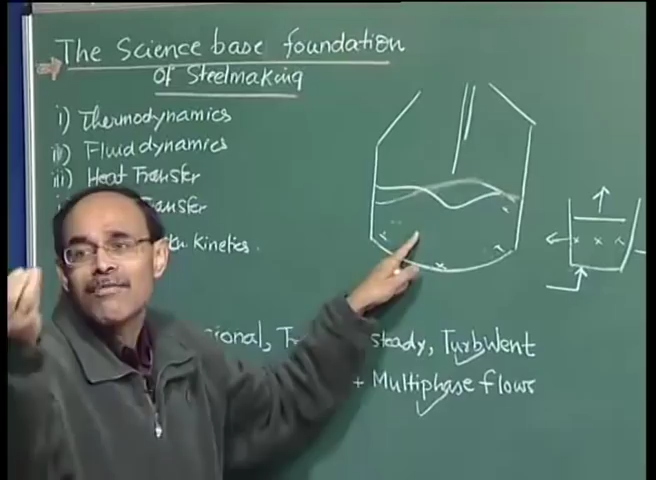 The Science base foundation
of Steelmaking
i) Thermodynamics
ii) Fluid dynamics
iii) Heat Transfer
Transfer
Kinetics.
sional, steady, Turbulent
+ Multiphase flows